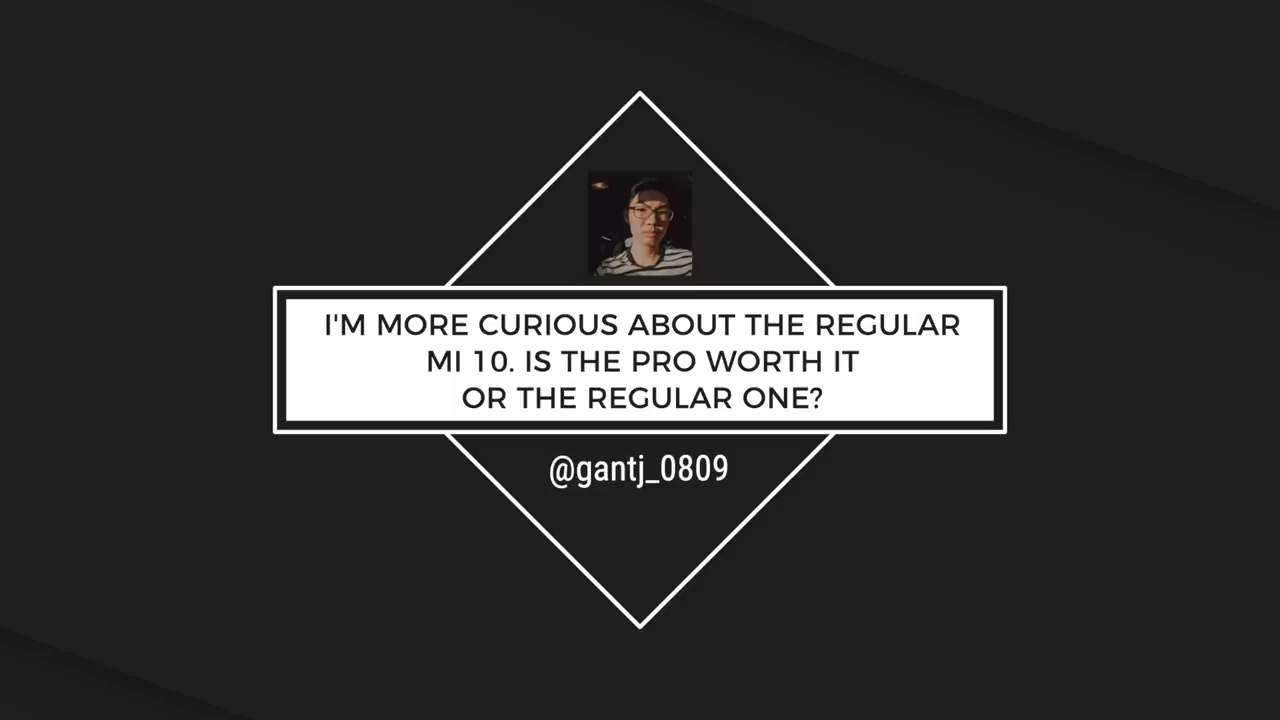 I'M MORE CURIOUS ABOUT THE REGULAR
MI 10. IS THE PRO WORTH IT
OR THE REGULAR ONE?
@gantj_0809